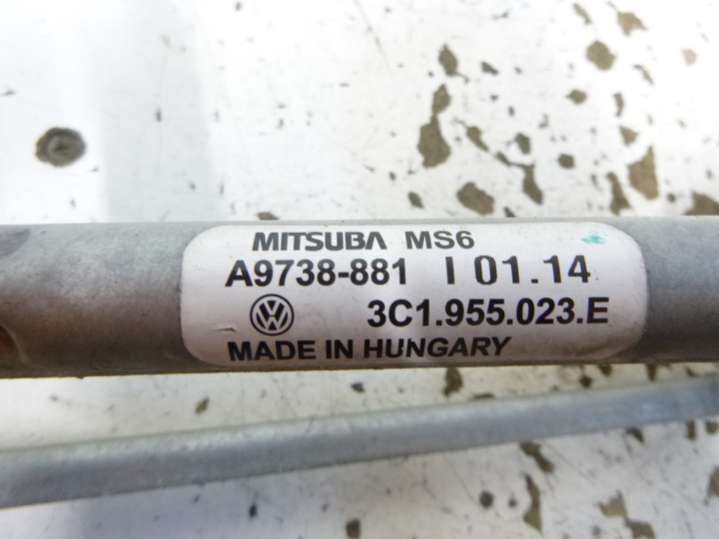 MITSUBA MS6
A9738-881 I 01.14
3C1.955.023.E
MADE IN HUNGARY